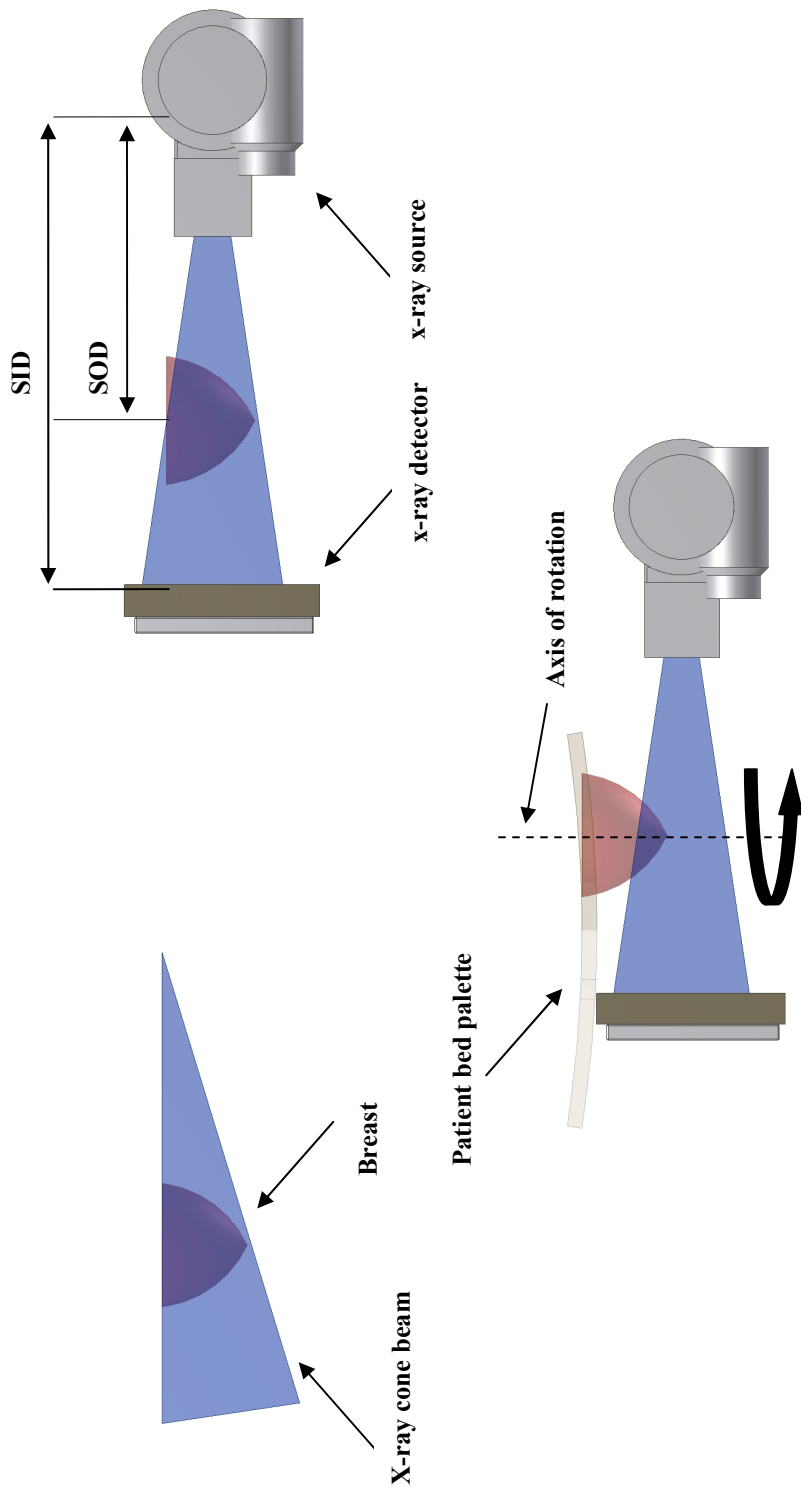 SID
SOD
x-ray source
x-ray detector
Axis of rotation
Patient bed palette
Breast
X-ray cone beam